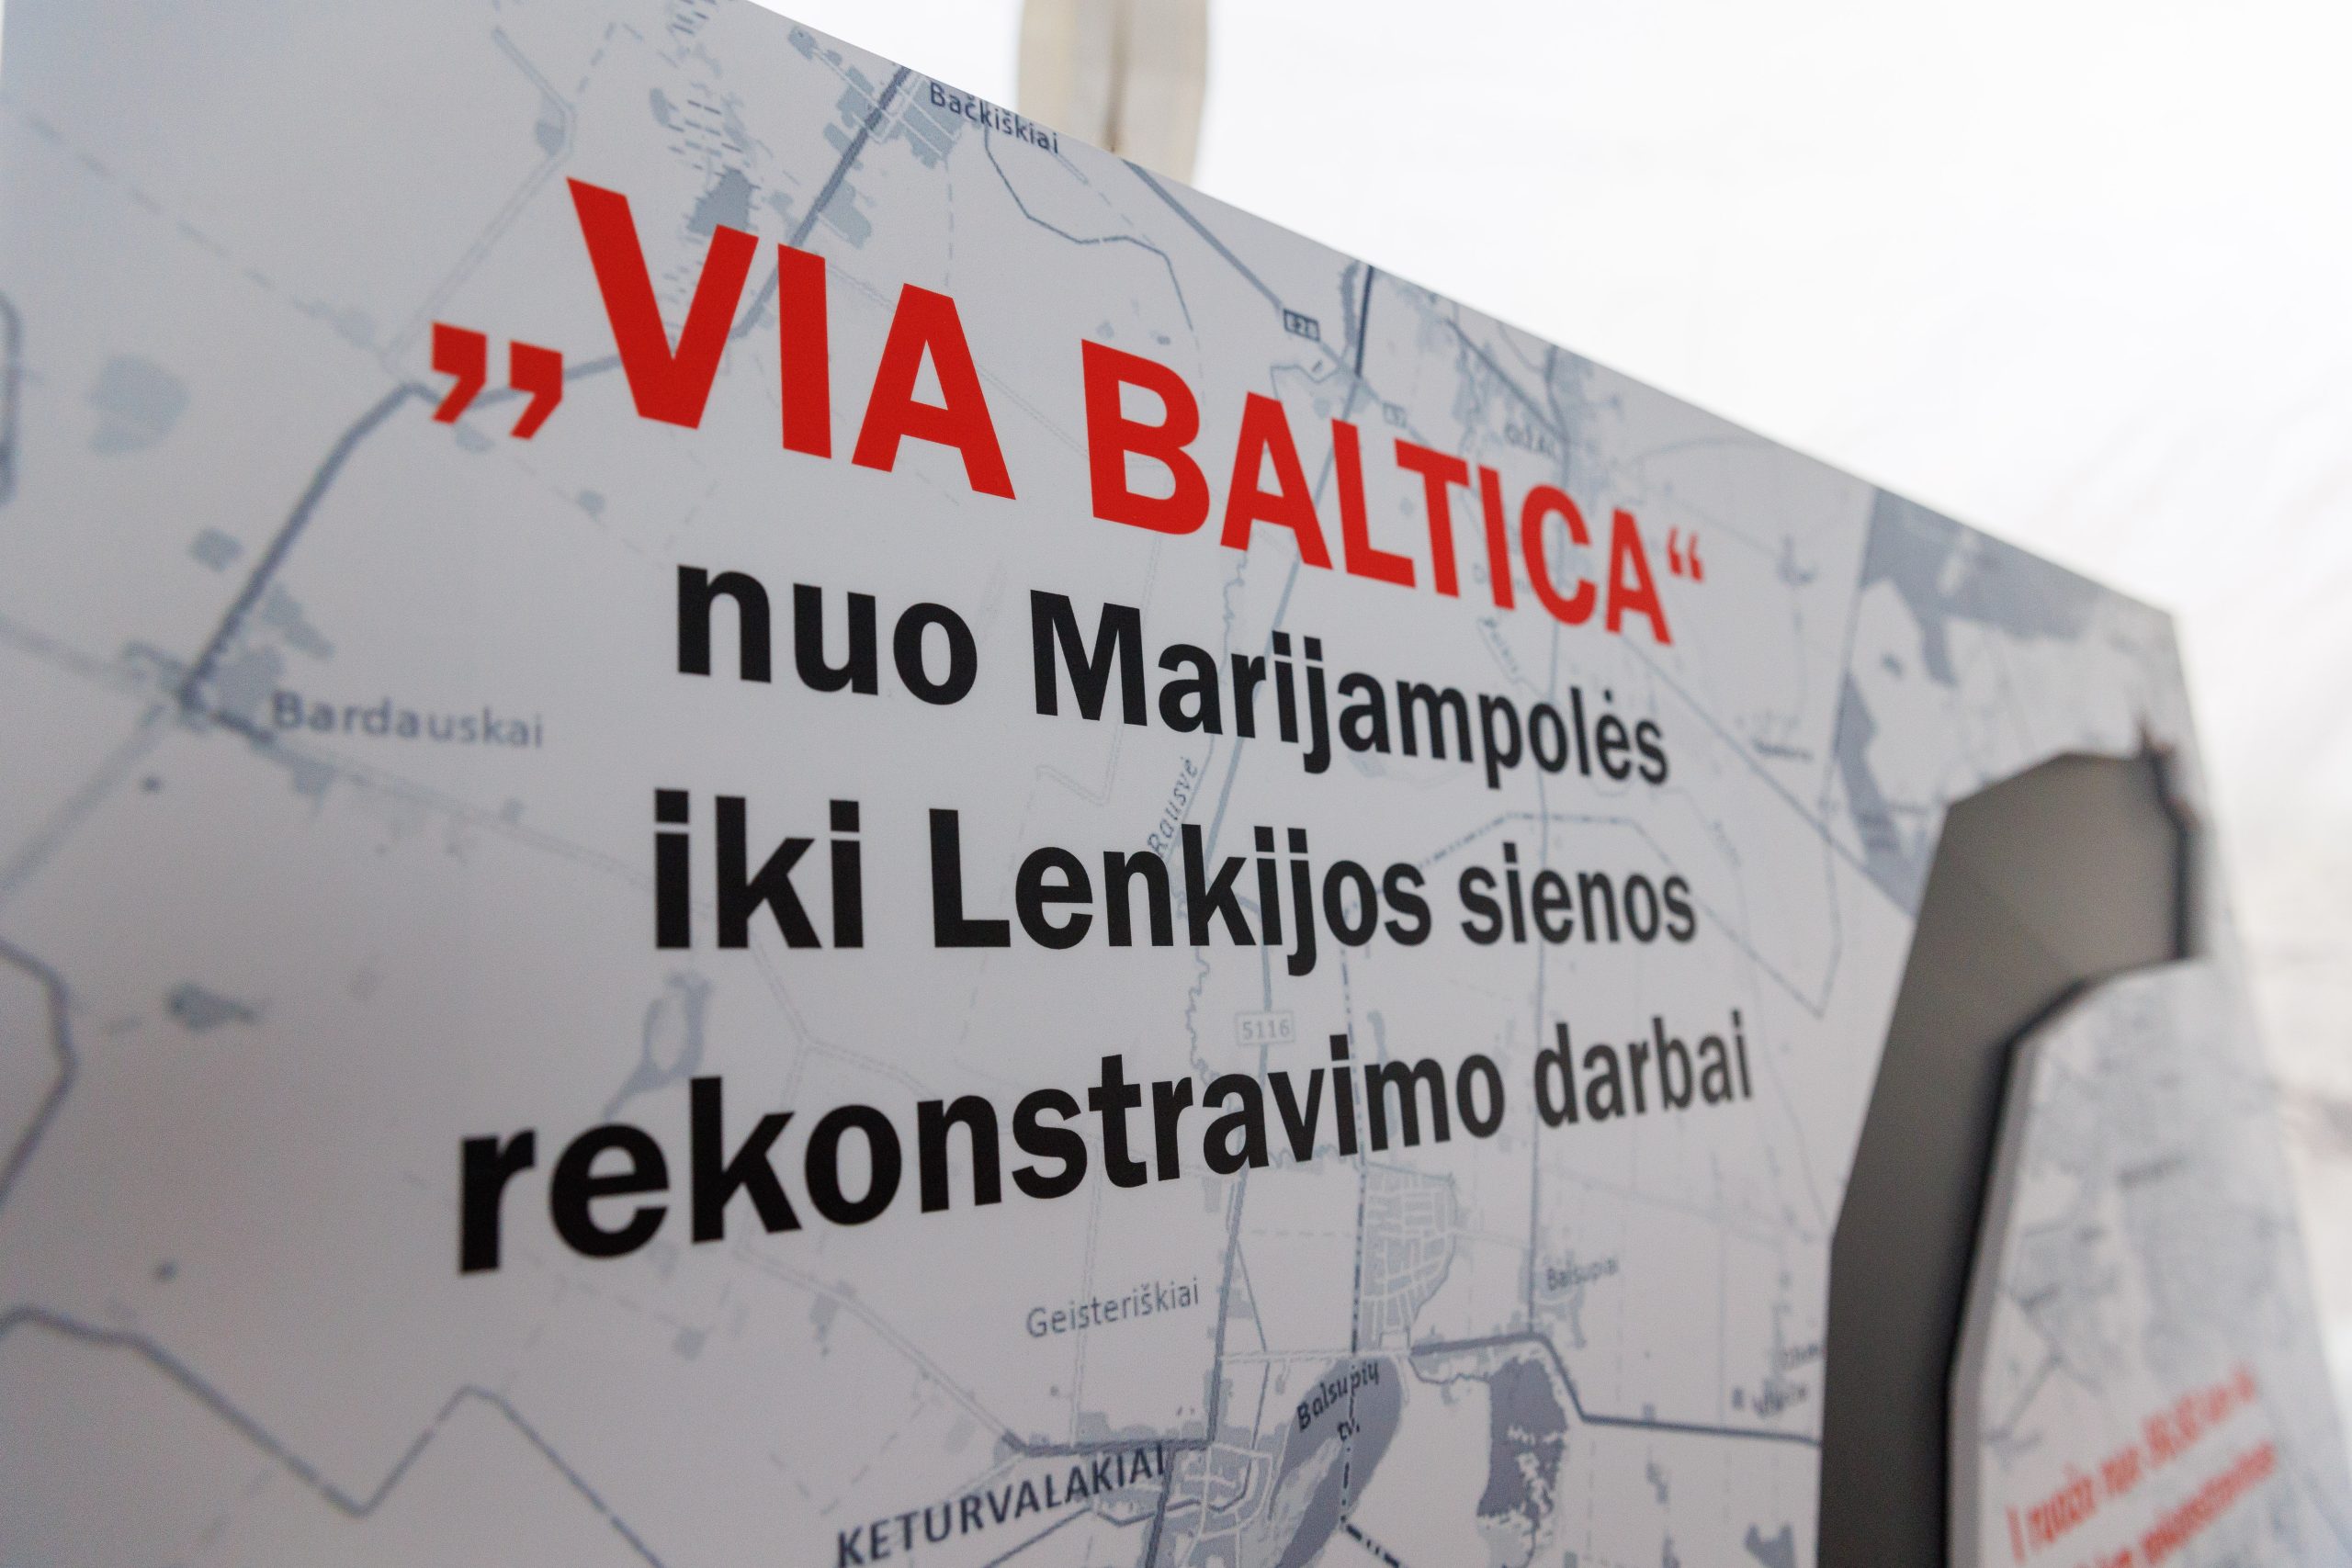 Bačkiškiai
„VIA BALTICA“
nuo Marijampolės
Bardauskai
Rausvė
iki Lenkijos sienos
5116
rekonstravimo darbai
Geisteriškiai
Balsupiai
Balsupių
tv.
KETURVALAKIAI